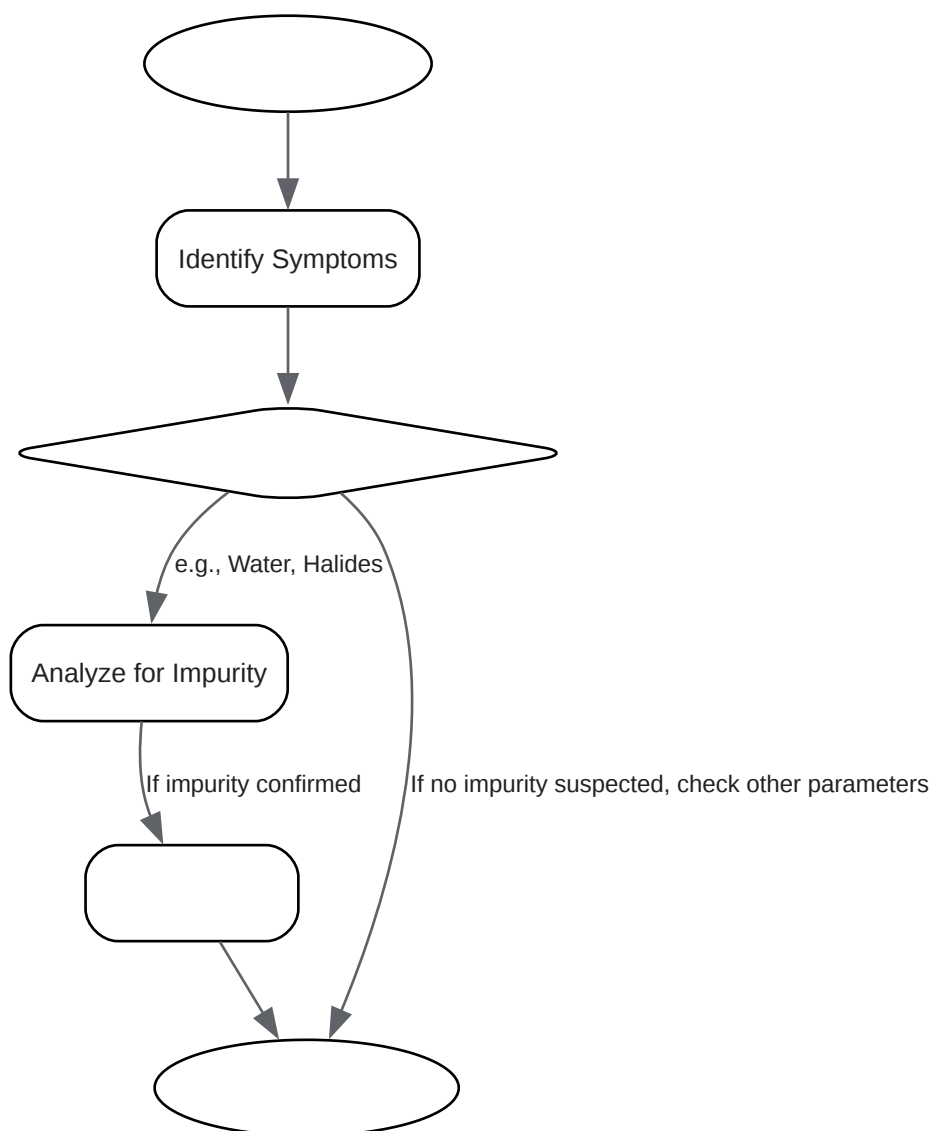 Identify Symptoms
e.g., Water, Halides
Analyze for Impurity
If impurity confirmed
If no impurity suspected, check other parameters